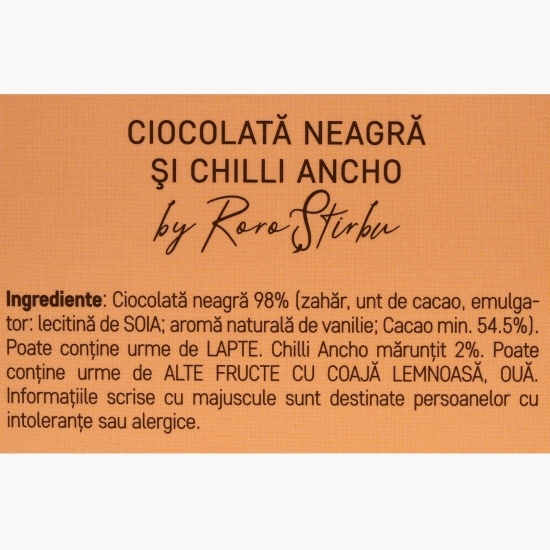 CIOCOLATĂ NEAGRĂ
ȘI CHILLI ANCHO
by Roro Știrbu
Ingrediente: Ciocolată neagră 98% (zahăr, unt de cacao, emulga-
tor: lecitină de SOIA; aromă naturală de vanilie; Cacao min. 54.5%).
Poate conține urme de LAPTE. Chilli Ancho mărunțit 2%. Poate
conține urme de ALTE FRUCTE CU COAJĂ LEMNOASĂ, OUĂ.
Informațiile scrise cu majuscule sunt destinate persoanelor cu
intoleranțe sau alergice.